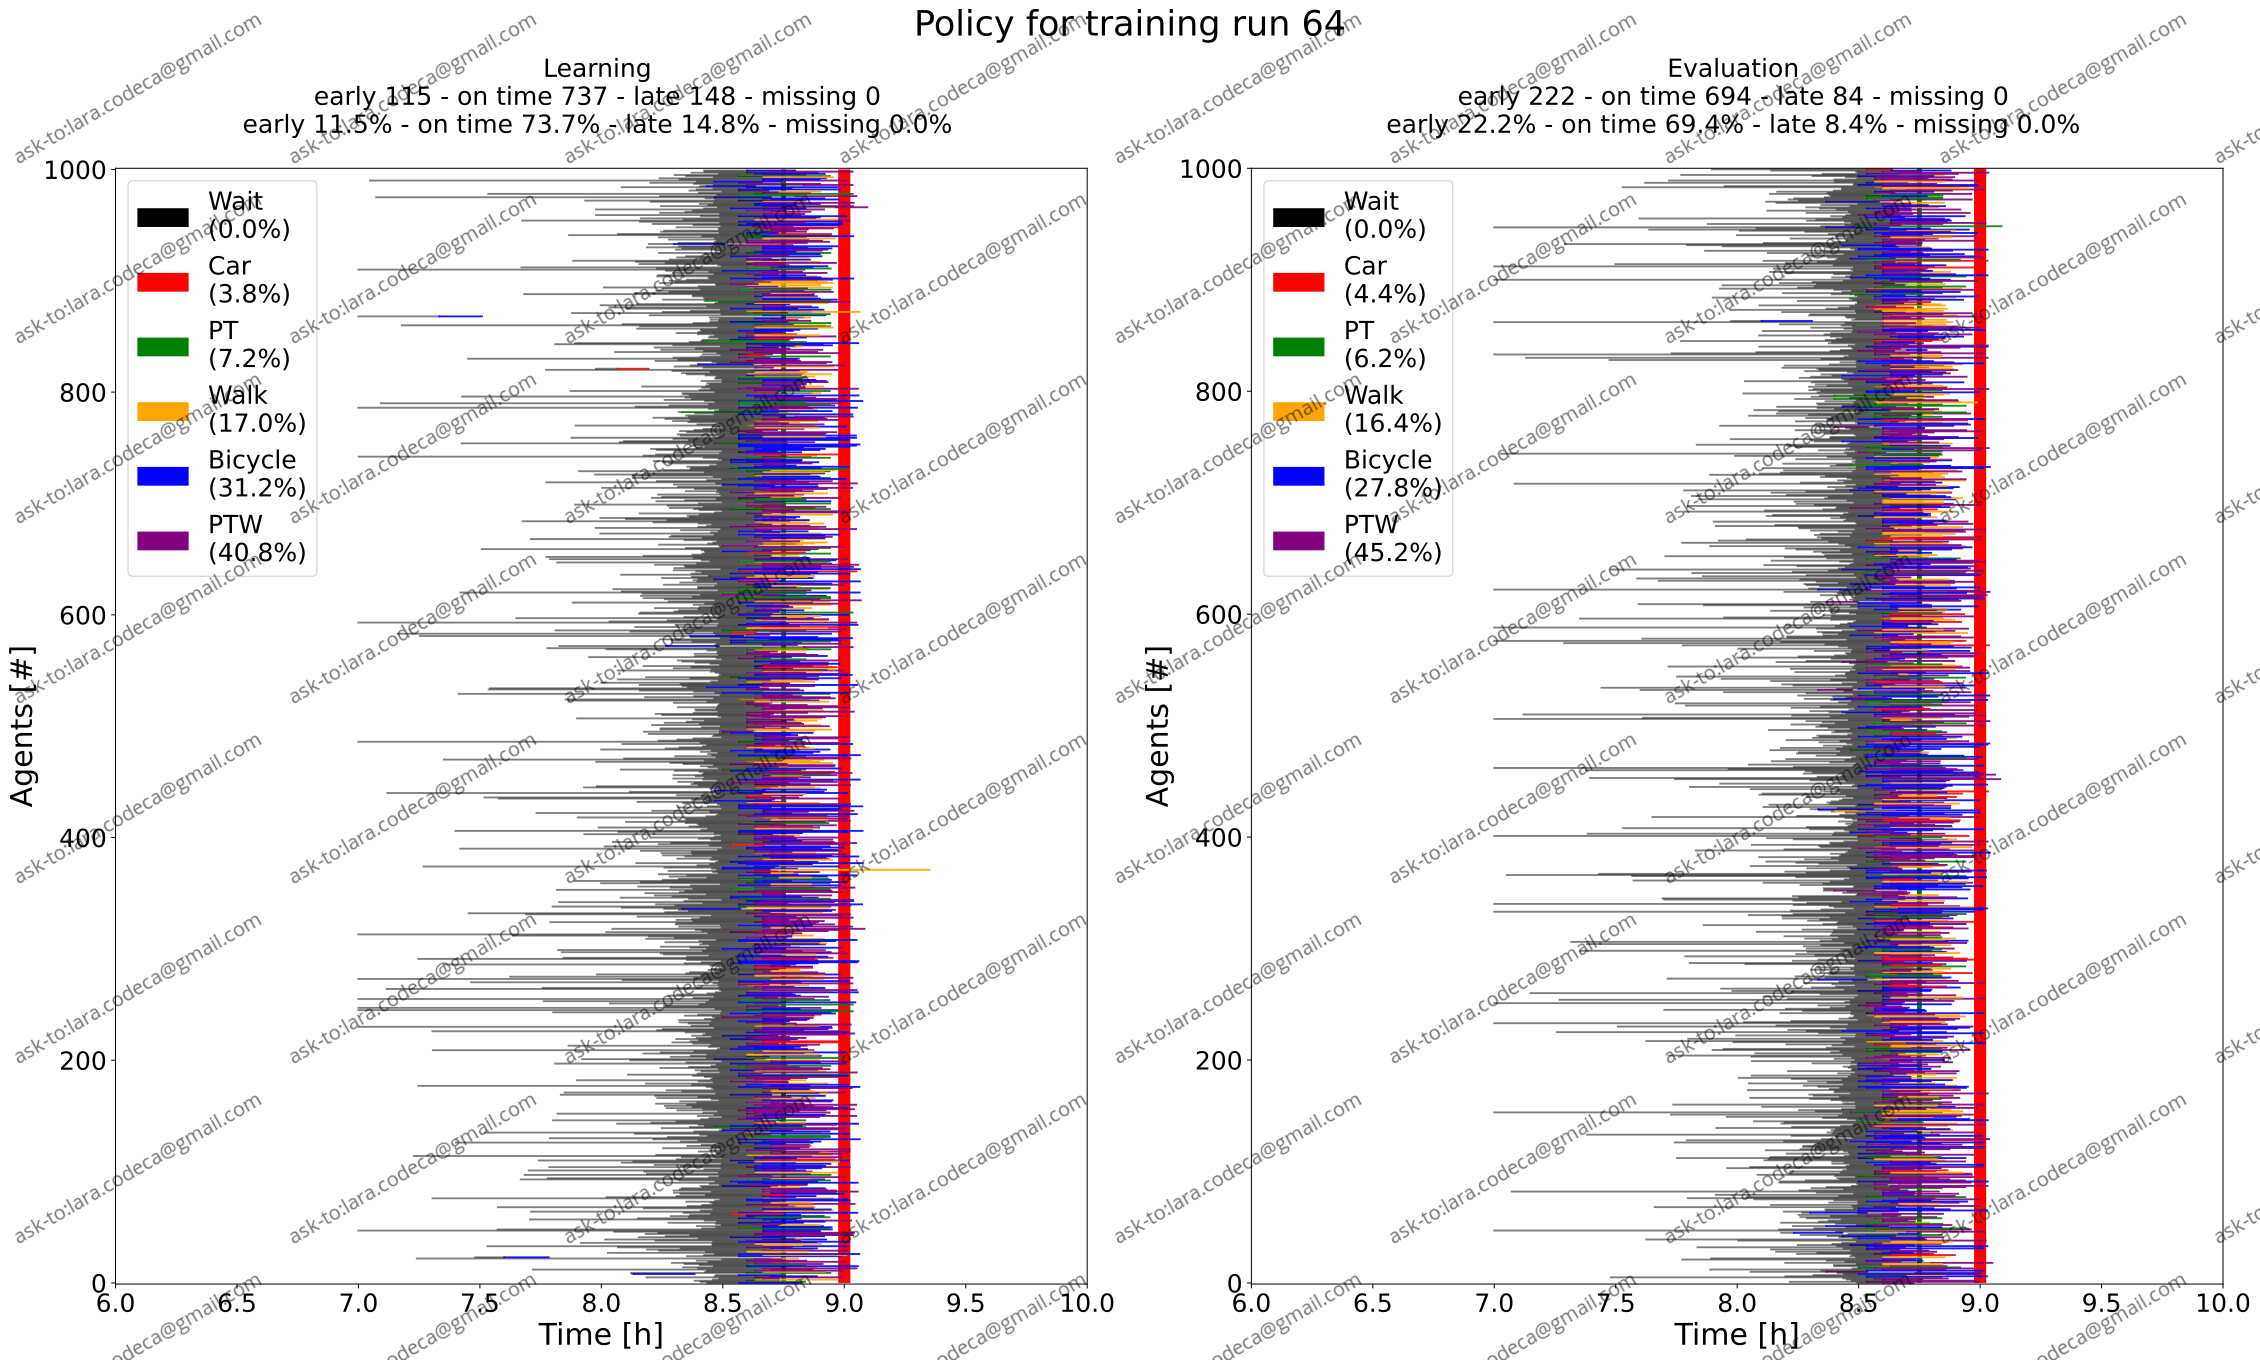 Policy for training run 64
Learning
early 115 - on time 737 - late 148 - missing 0
early 11.5% - on time 73.7% - late 14.8% - missing 0.0%
Evaluation
early 222 - on time 694 - late 84 - missing 0
early 22.2% - on time 69.4% - late 8.4% - missing 0.0%
Agents [#]
1000
800
600
400
200
0
Wait
(0.0%)
Car
(3.8%)
PT
(7.2%)
Walk
(17.0%)
Bicycle
(31.2%)
PTW
(40.8%)
6.0 6.5 7.0 7.5 8.0 8.5 9.0 9.5 10.0
Time [h]
Agents [#]
1000
800
600
400
200
0
Wait
(0.0%)
Car
(4.4%)
PT
(6.2%)
Walk
(16.4%)
Bicycle
(27.8%)
PTW
(45.2%)
6.0 6.5 7.0 7.5 8.0 8.5 9.0 9.5 10.0
Time [h]
ask-to:lara.codeca@gmail.com